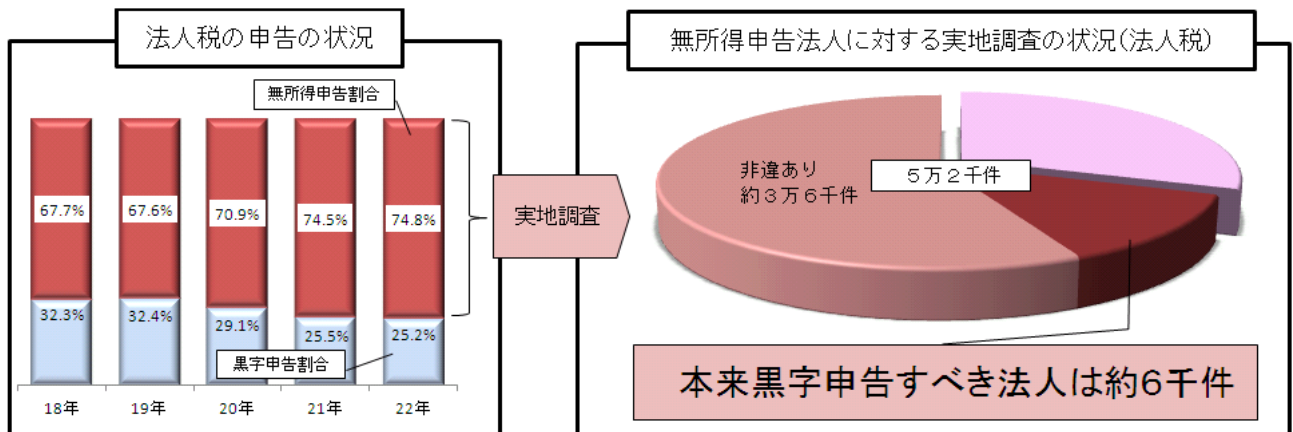 法人税の申告の状況
無所得申告割合
67.7%
67.6%
70.9%
74.5%
74.8%
32.3%
32.4%
29.1%
25.5%
25.2%
黒字申告割合
18年
19年
20年
21年
22年
実地調査
無所得申告法人に対する実地調査の状況(法人税)
非違あり
約3万6千件
5万2千件
本来黒字申告すべき法人は約6千件